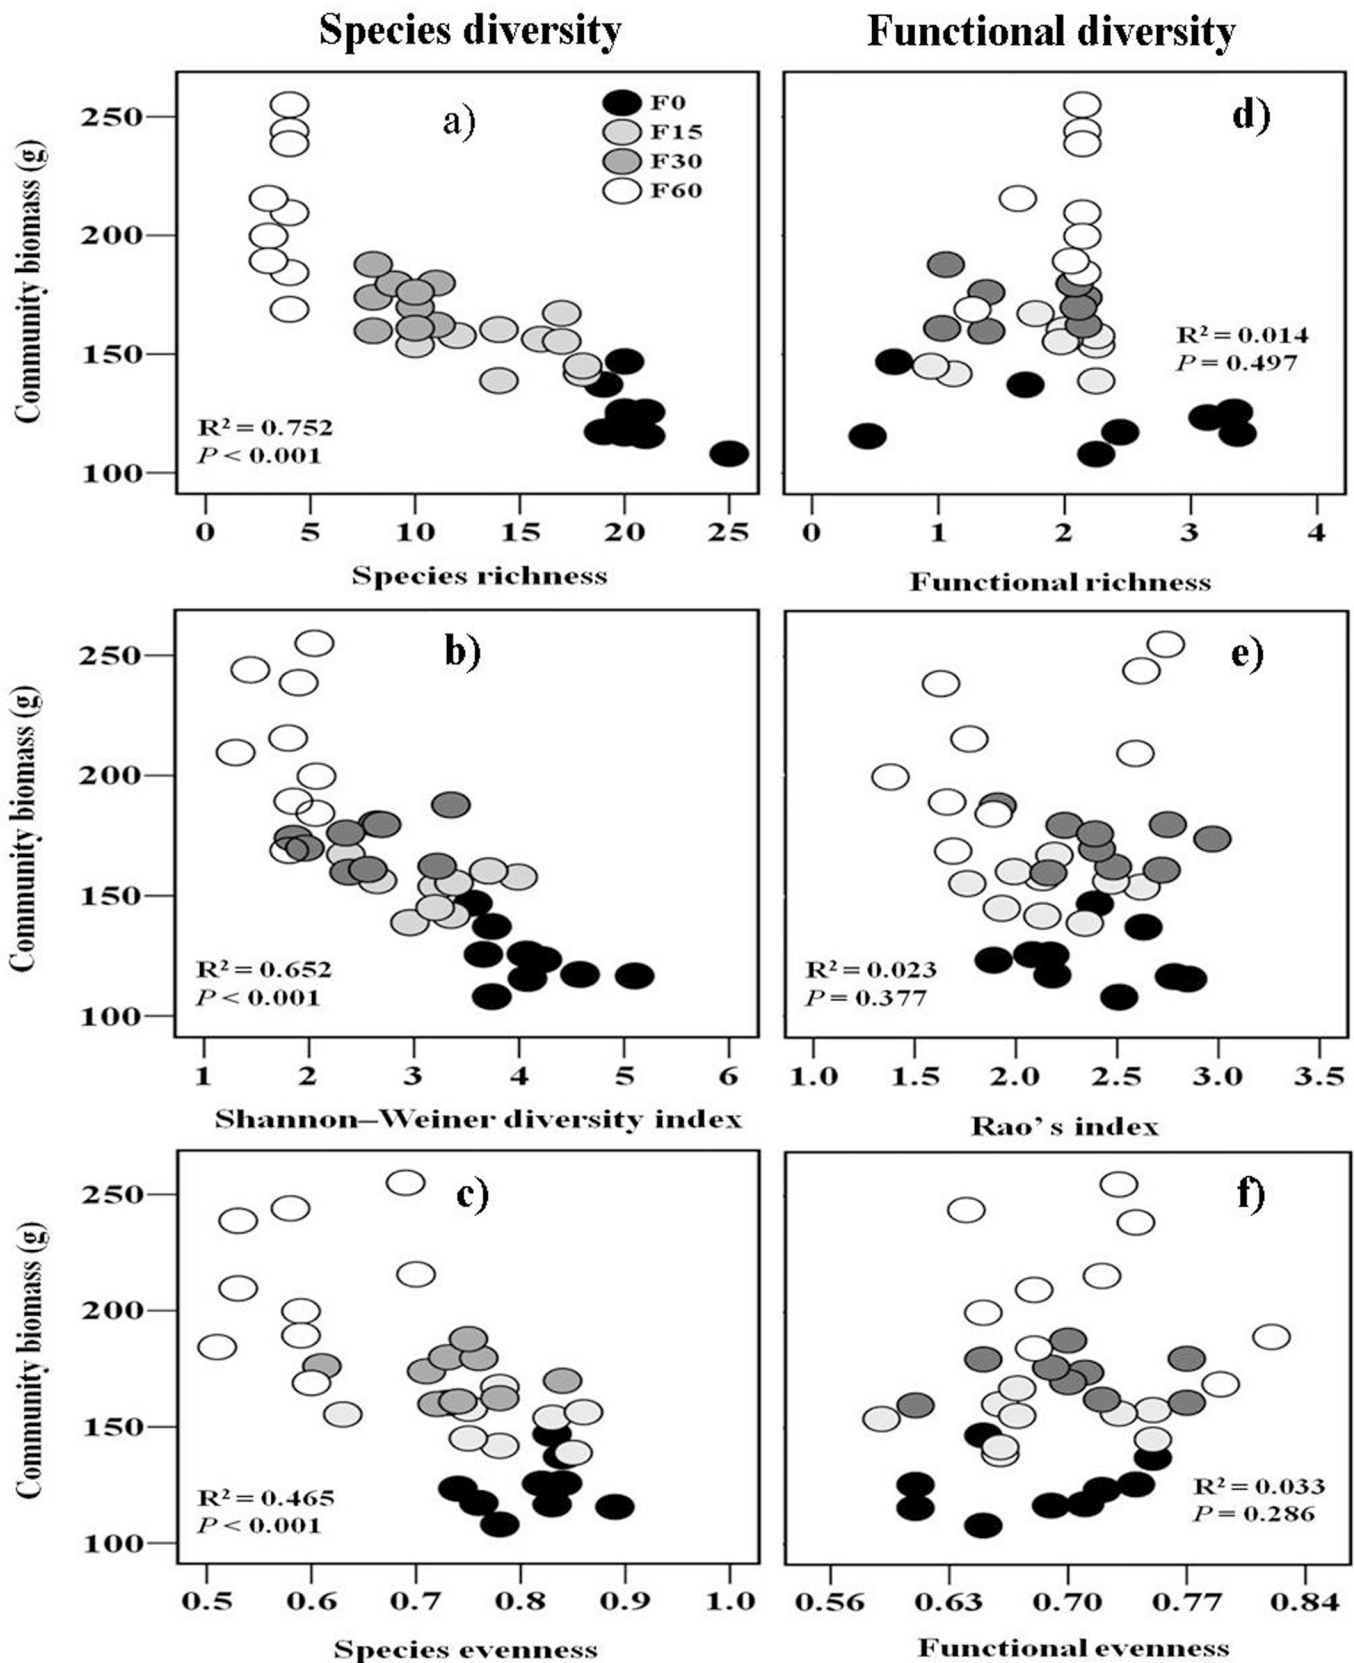 Species diversity
Functional diversity
Community biomass (g)
250
200
150
100
a)
F0
F15
F30
F60
R² = 0.752
P < 0.001
0 5 10 15 20 25
Species richness
d)
R² = 0.014
P = 0.497
0 1 2 3 4
Functional richness
Community biomass (g)
250
200
150
100
b)
R² = 0.652
P < 0.001
1 2 3 4 5 6
Shannon–Weiner diversity index
e)
R² = 0.023
P = 0.377
1.0 1.5 2.0 2.5 3.0 3.5
Rao’ s index
Community biomass (g)
250
200
150
100
c)
R² = 0.465
P < 0.001
0.5 0.6 0.7 0.8 0.9 1.0
Species evenness
f)
R² = 0.033
P = 0.286
0.56 0.63 0.70 0.77 0.84
Functional evenness